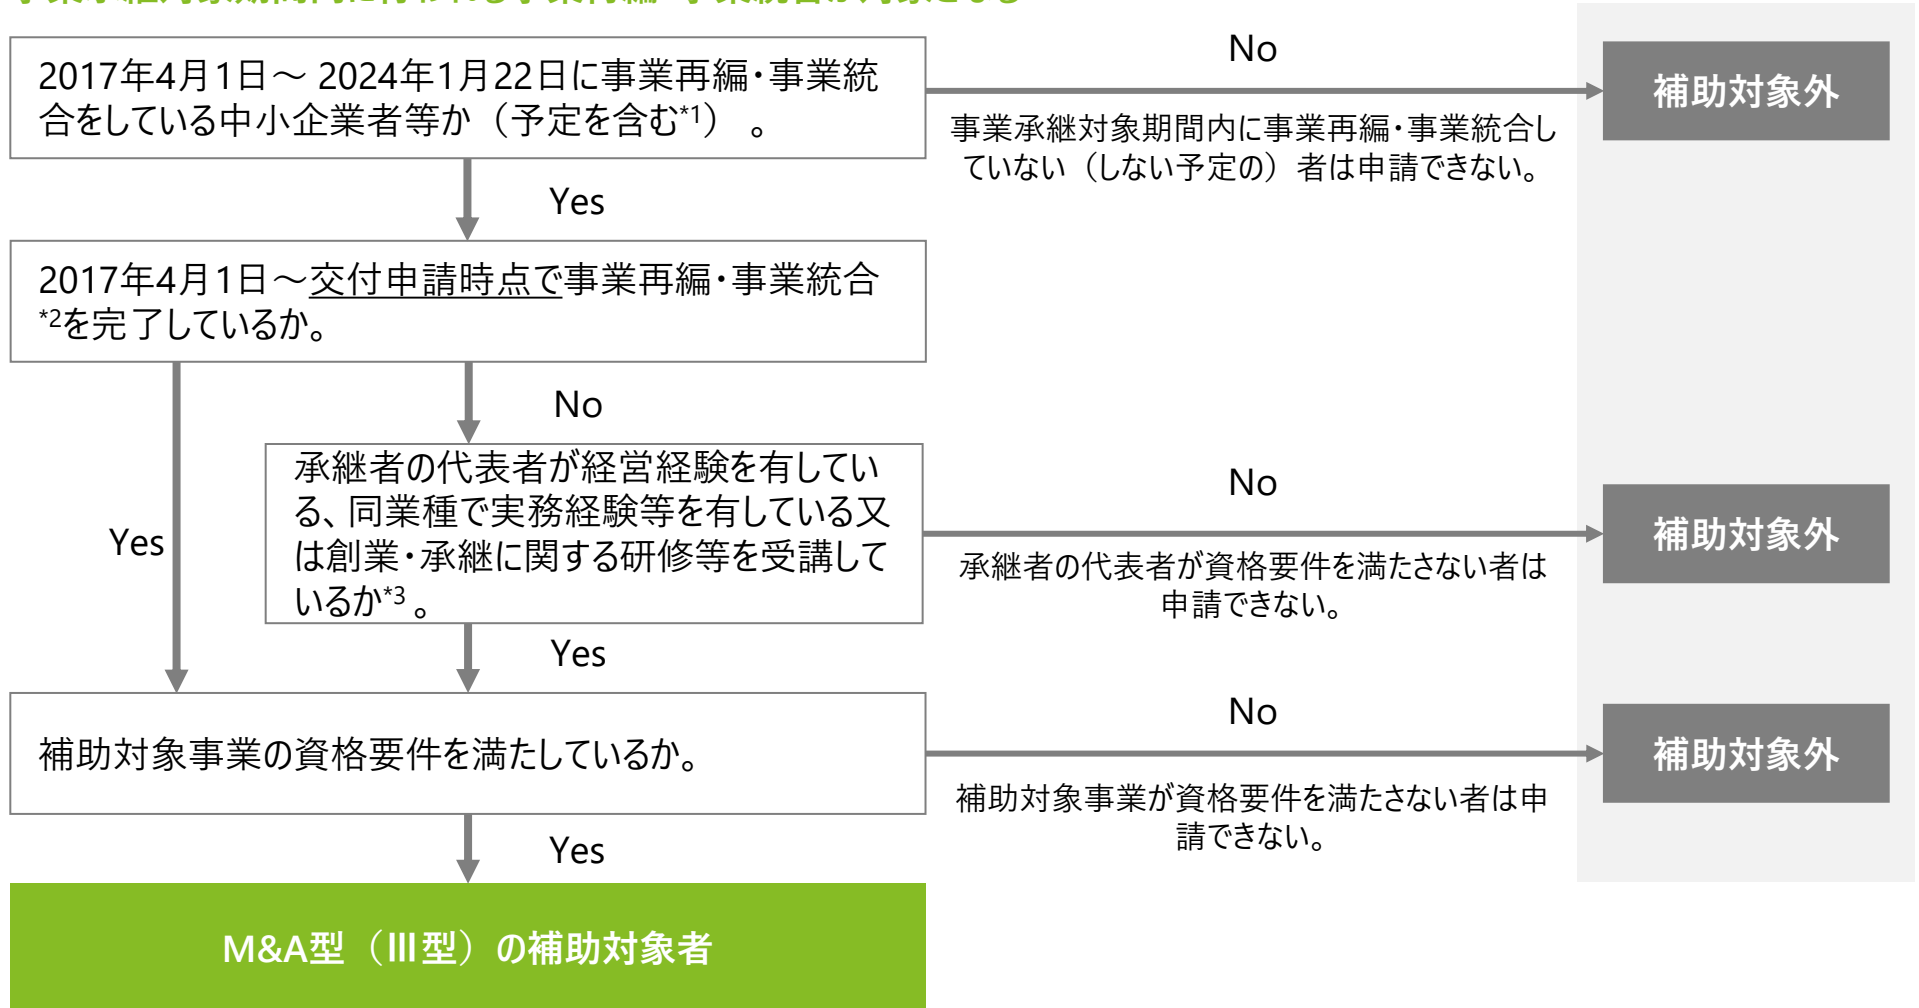 2017年4月1日～ 2024年1月22日に事業再編・事業統
合をしている中小企業者等か（予定を含む*1） 。
No
補助対象外
事業承継対象期間内に事業再編・事業統合し
ていない（しない予定の）者は申請できない。
Yes
2017年4月1日～交付申請時点で事業再編・事業統合
*2を完了しているか。
No
承継者の代表者が経営経験を有してい
る、同業種で実務経験等を有している又
は創業・承継に関する研修等を受講して
いるか*3 。
Yes
No
補助対象外
承継者の代表者が資格要件を満たさない者は
申請できない。
Yes
補助対象事業の資格要件を満たしているか。
No
補助対象外
補助対象事業が資格要件を満たさない者は申
請できない。
Yes
M&A型（Ⅲ型）の補助対象者